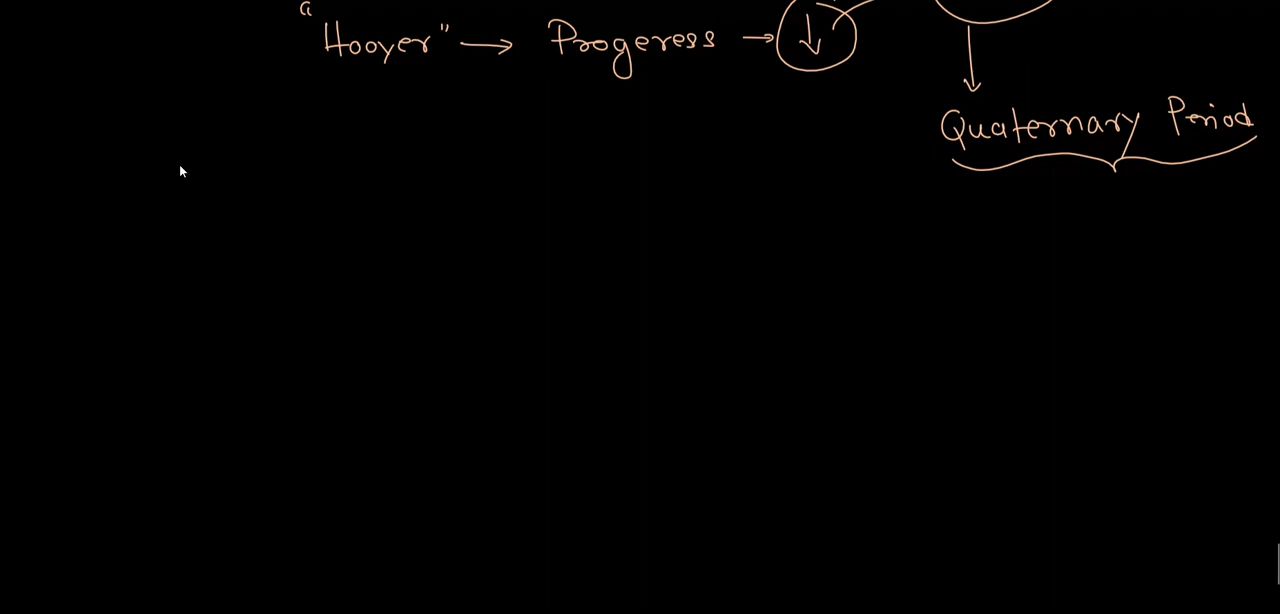 "Hooyer" → Progeress → ↓
Quaternary Period